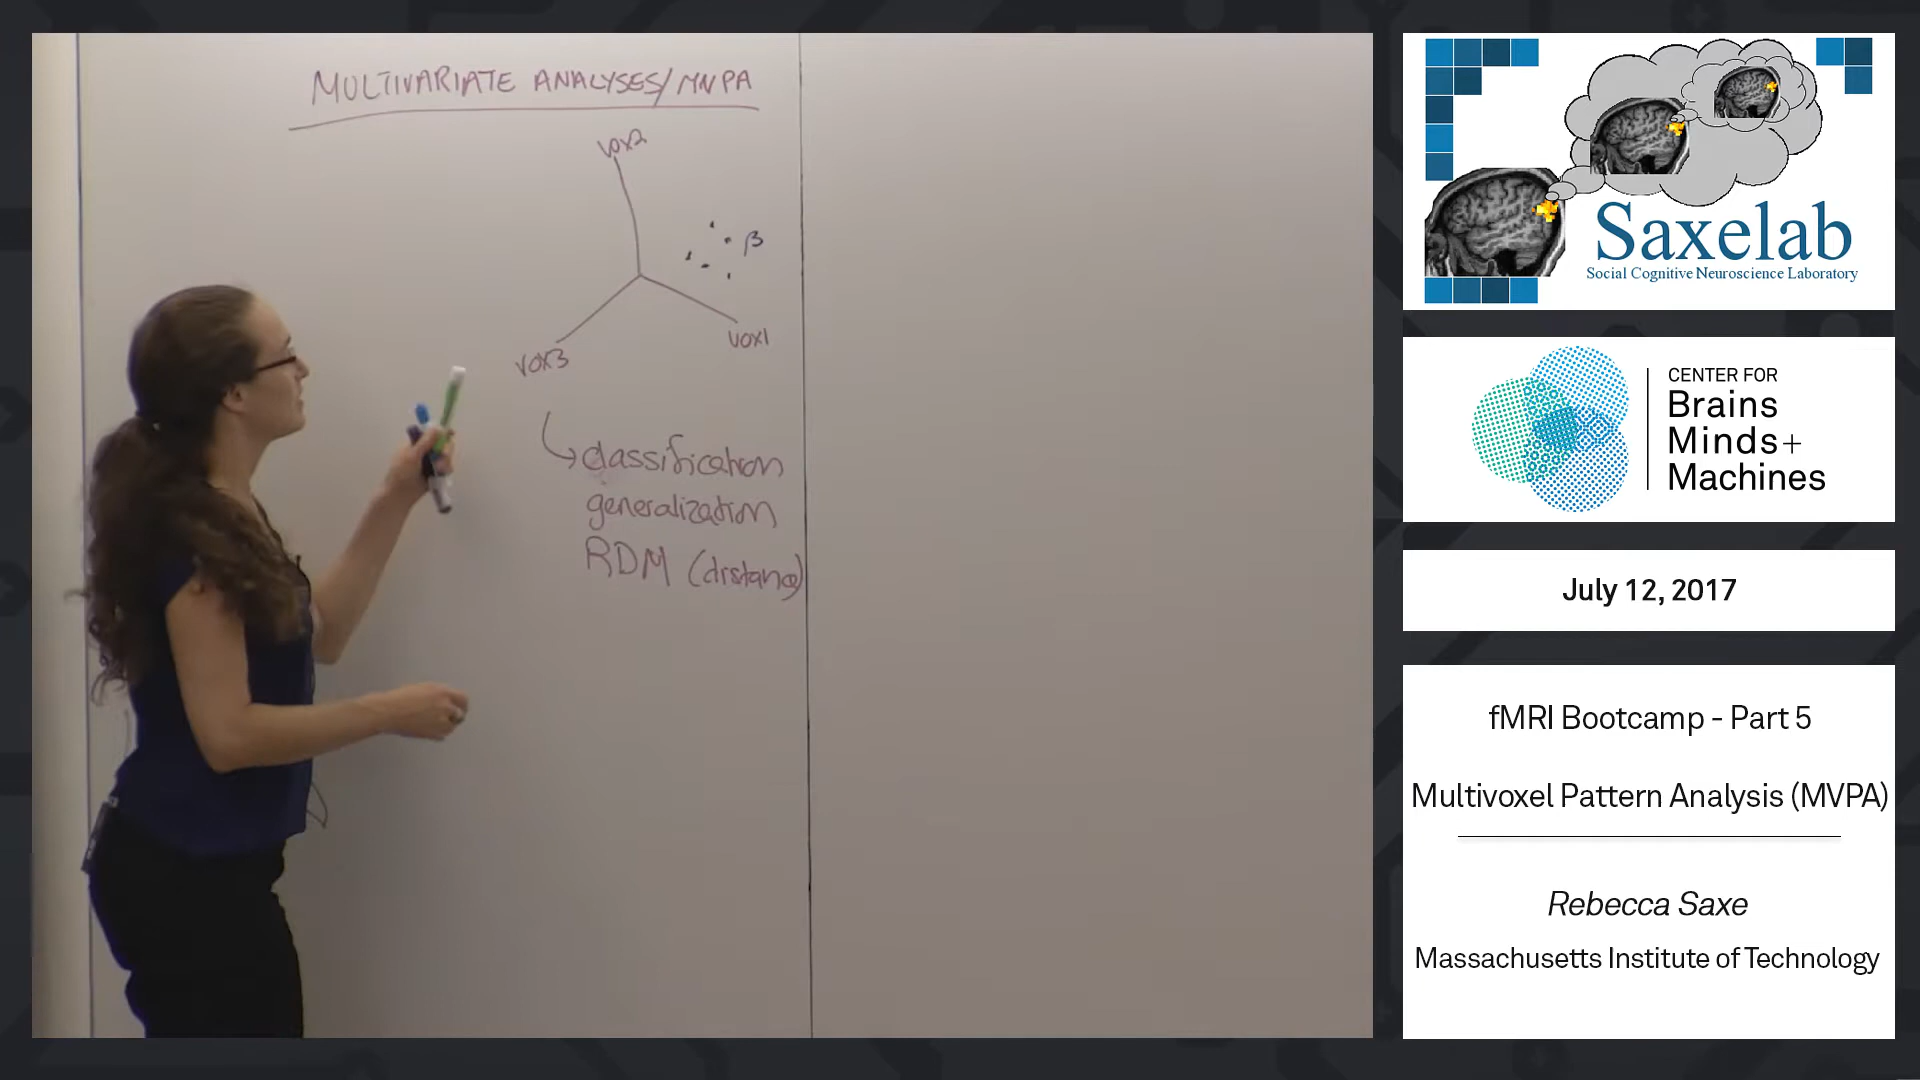 MULTIVARIATE ANALYSES/MVPA
vox2
β
vox1
vox3
classification
generalization
RDM (distance)
Saxelab
Social Cognitive Neuroscience Laboratory
CENTER FOR
Brains
Minds+
Machines
July 12, 2017
fMRI Bootcamp - Part 5
Multivoxel Pattern Analysis (MVPA)
Rebecca Saxe
Massachusetts Institute of Technology